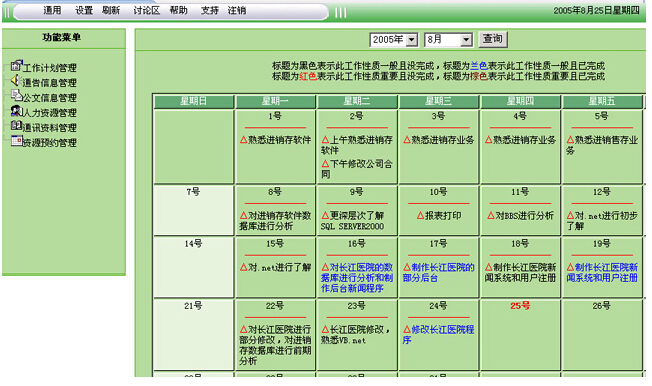 通用 设置 刷新 讨论区 帮助 支持 注销 2005年8月25日星期四
功能菜单
工作计划管理
通告信息管理
公文信息管理
人力资源管理
通讯资料管理
资源预约管理
2005年 8月 查询
标题为黑色表示此工作性质一般且没完成，标题为兰色表示此工作性质一般且己完成
标题为红色表示此工作性质重要且没完成，标题为棕色表示此工作性质重要且己完成
星期日 星期一 星期二 星期三 星期四 星期五
1号 2号 3号 4号 5号
△熟悉进销存软件
△上午熟悉进销存
软件
△下午修改公司合
同
△熟悉进销存业务
△熟悉进销存业务
△熟悉进销售存业
务
7号 8号 9号 10号 11号 12号
△对进销存软件数
据库进行分析
△更深层次了解
SQL SERVER2000
△报表打印
△对BBS进行分析
△对.net进行初步
了解
14号 15号 16号 17号 18号 19号
△对.net进行了解
△对长江医院的数
据库进行分析和制
作后台新闻程序
△制作长江医院的
部分后台
△制作长江医院新
闻系统和用户注册
△制作长江医院新
闻系统和用户注册
21号 22号 23号 24号 25号 26号
△对长江医院进行
部分修改，对进销
存数据库进行前期
分析
△长江医院修改，
熟悉VB.net
△修改长江医院程
序